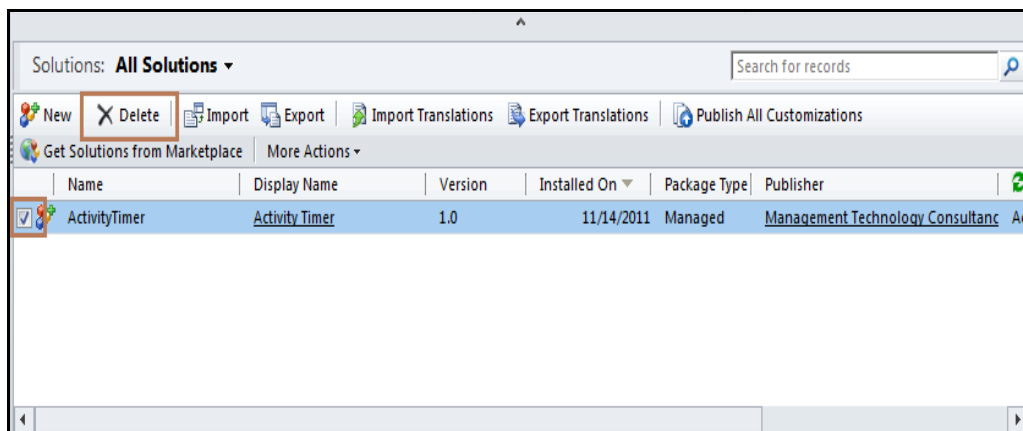 Solutions: All Solutions
Search for records
New Delete Import Export Import Translations Export Translations Publish All Customizations
Get Solutions from Marketplace More Actions
Name Display Name Version Installed On Package Type Publisher
ActivityTimer Activity Timer 1.0 11/14/2011 Managed Management Technology Consultanc